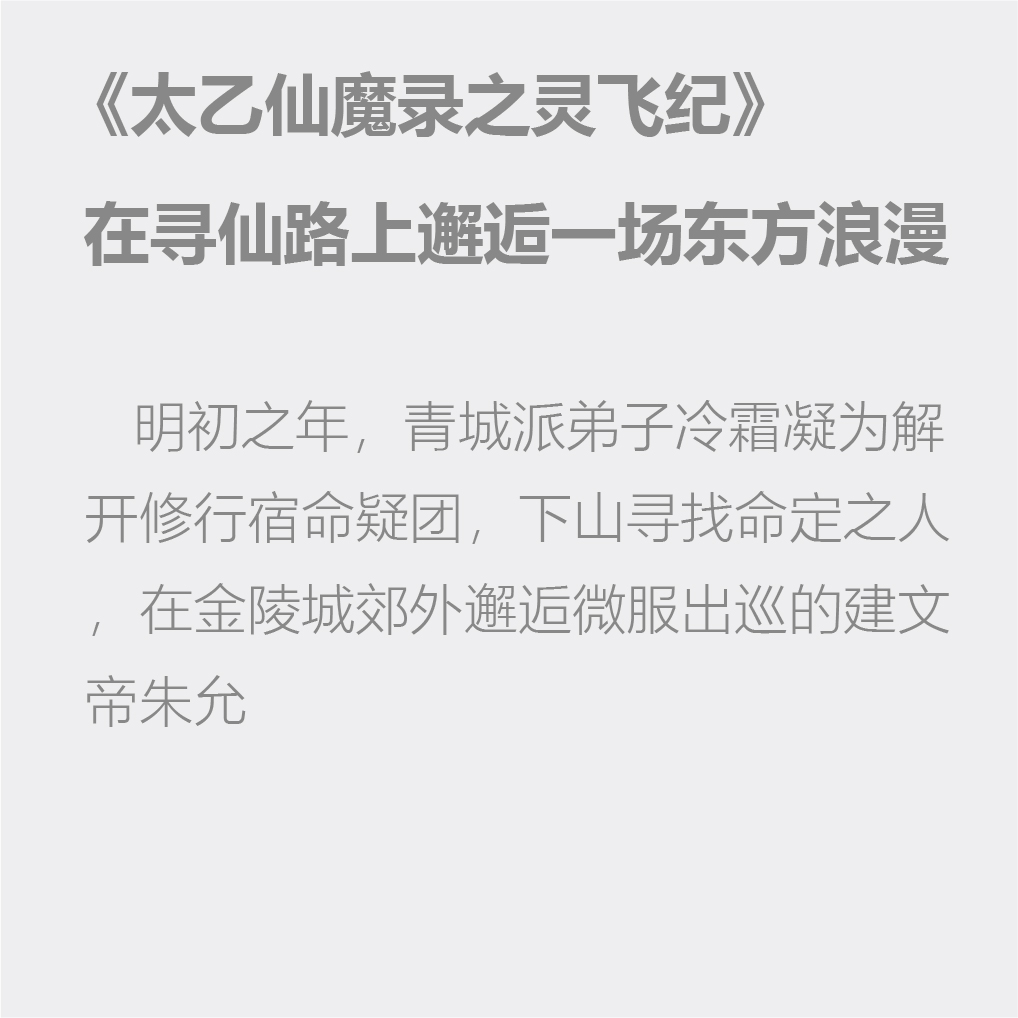 《太乙仙魔录之灵飞纪》
在寻仙路上邂逅一场东方浪漫
明初之年，青城派弟子冷霜凝为解
开修行宿命疑团，下山寻找命定之人
，在金陵城郊外邂逅微服出巡的建文
帝朱允